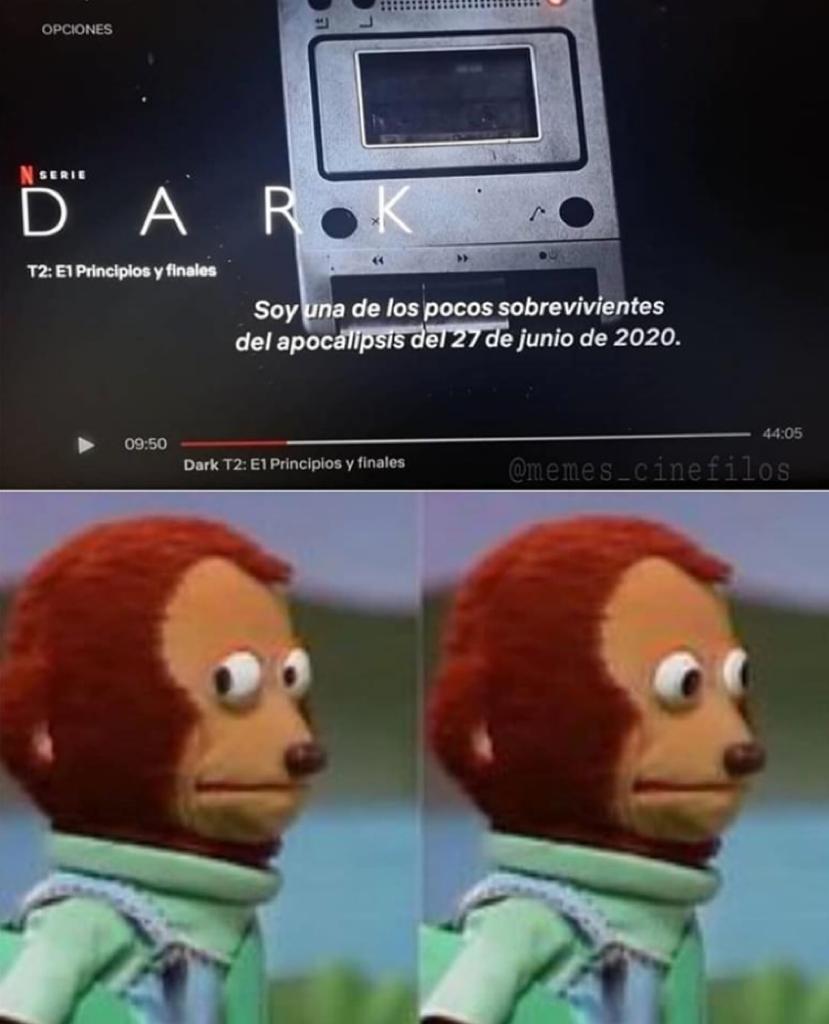 OPCIONES
N SERIE
DARK
T2: E1 Principios y finales
Soy una de los pocos sobrevivientes
del apocalipsis del 27 de junio de 2020.
09:50
44:05
Dark T2: E1 Principios y finales
@memes_cinefilos